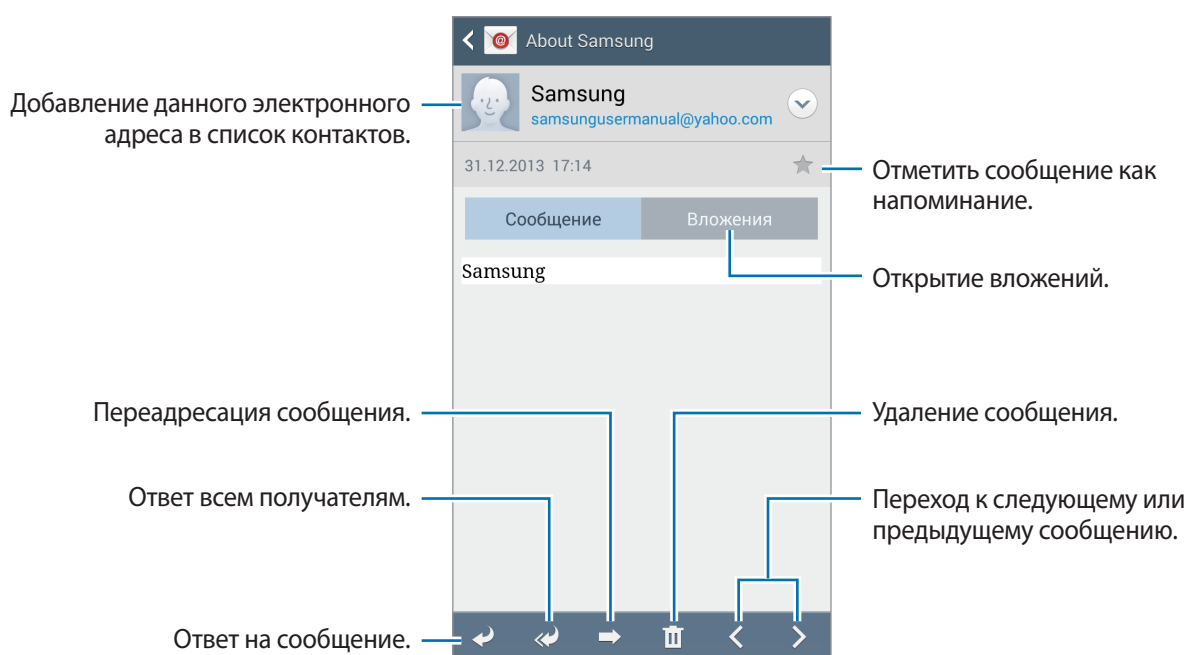 About Samsung
Добавление данного электронного
адреса в список контактов.
Samsung
samsungusermanual@yahoo.com
31.12.2013 17:14
Отметить сообщение как
напоминание.
Сообщение
Вложения
Samsung
Открытие вложений.
Переадресация сообщения.
Удаление сообщения.
Ответ всем получателям.
Переход к следующему или
предыдущему сообщению.
Ответ на сообщение.